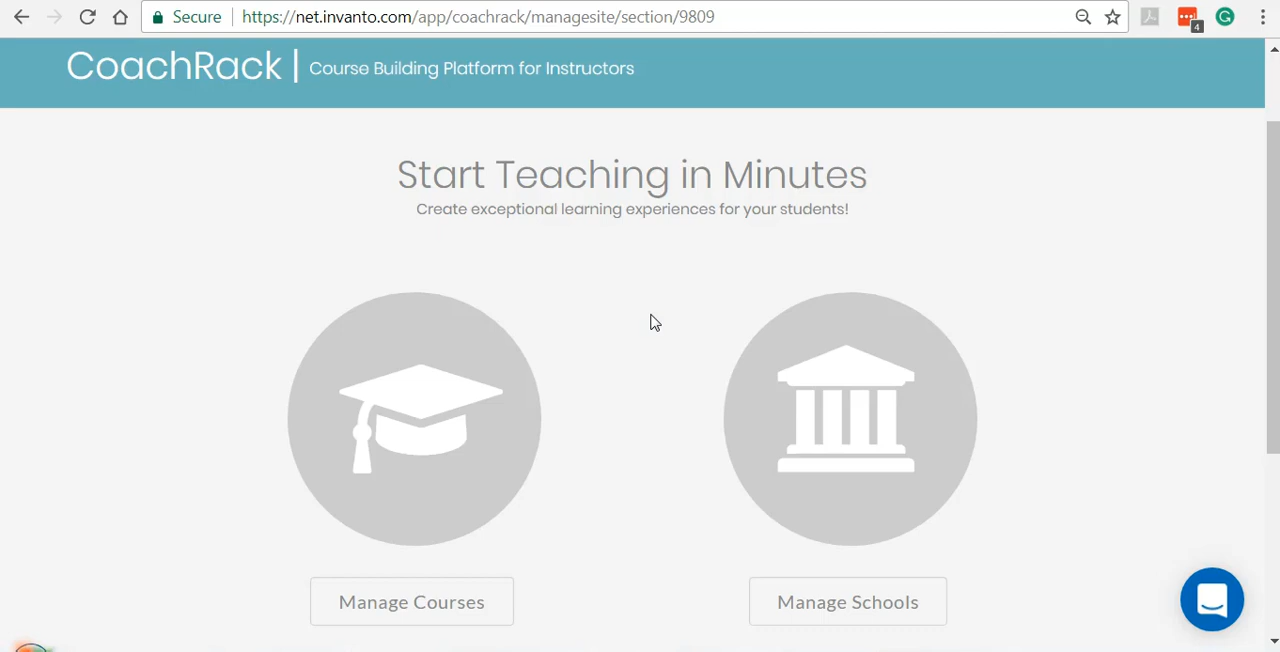 Secure https://net.invanto.com/app/coachrack/managesite/section/9809
4
G
CoachRack | Course Building Platform for Instructors
Start Teaching in Minutes
Create exceptional learning experiences for your students!
Manage Courses
Manage Schools